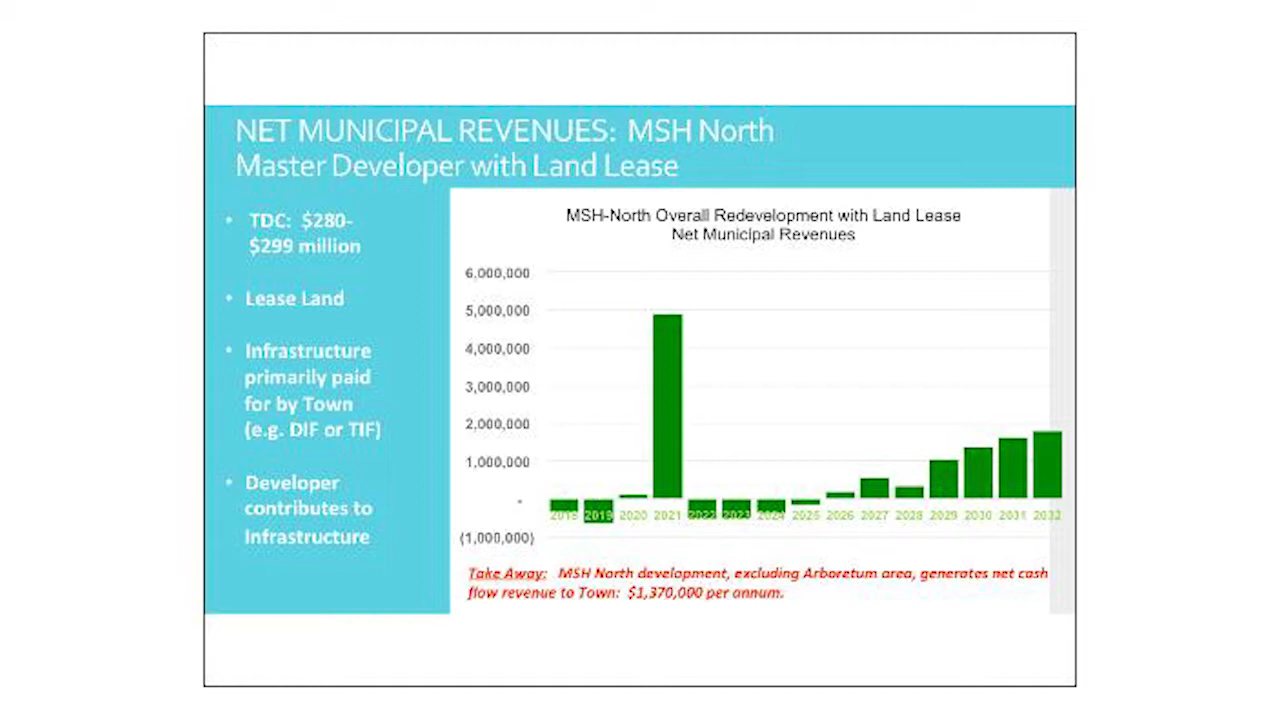 NET MUNICIPAL REVENUES: MSH North
Master Developer with Land Lease
• TDC: $280-
$299 million
• Lease Land
• Infrastructure
primarily paid
for by Town
(e.g. DIF or TIF)
• Developer
contributes to
Infrastructure
MSH-North Overall Redevelopment with Land Lease
Net Municipal Revenues
6,000,000
5,000,000
4,000,000
3,000,000
2,000,000
1,000,000
-
2018 2019 2020 2021 2022 2023 2024 2025 2026 2027 2028 2029 2030 2031 2032
(1,000,000)
Take Away: MSH North development, excluding Arboretum area, generates net cash
flow revenue to Town: $1,370,000 per annum.